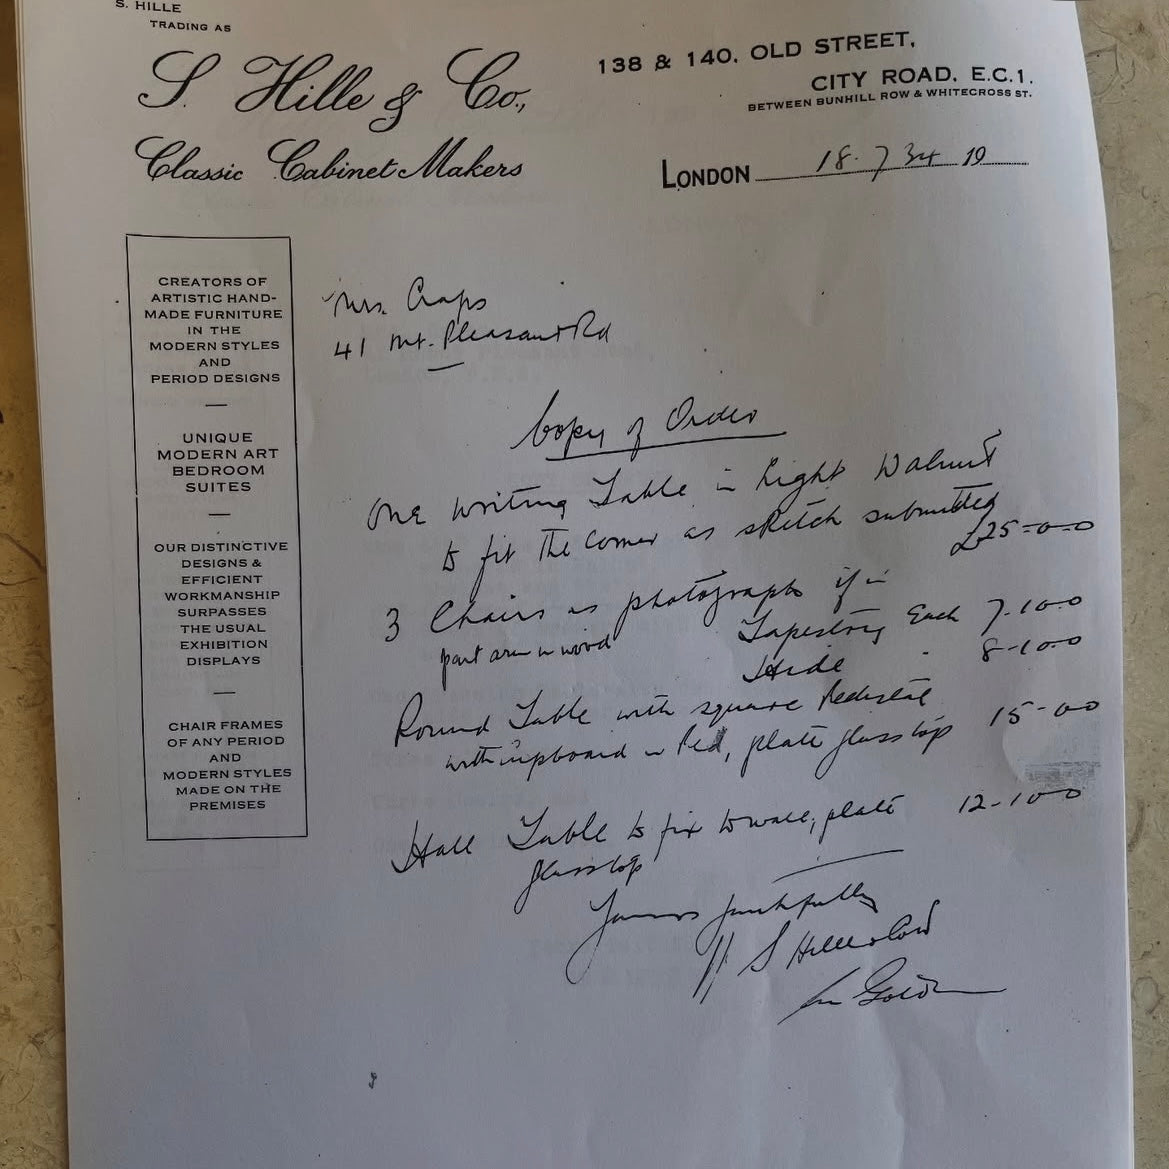 S. HILLE
TRADING AS
S. Hille & Co.,
Classic Cabinet Makers
138 & 140. OLD STREET,
CITY ROAD. E.C.1.
BETWEEN BUNHILL ROW & WHITECROSS ST.
LONDON 18.7 34 19
CREATORS OF
ARTISTIC HAND-
MADE FURNITURE
IN THE
MODERN STYLES
AND
PERIOD DESIGNS
UNIQUE
MODERN ART
BEDROOM
SUITES
OUR DISTINCTIVE
DESIGNS &
EFFICIENT
WORKMANSHIP
SURPASSES
THE USUAL
EXHIBITION
DISPLAYS
CHAIR FRAMES
OF ANY PERIOD
AND
MODERN STYLES
MADE ON THE
PREMISES
Mrs. Craps
41 Mt. Pleasant Rd
Copy of Order
One Writing Table in Light Walnut
to fit the corner as sketch submitted
£25-0-0
3 Chairs as photographs if in
part arm in wood Tapestry Each 7-10-0
Hide " 8-10-0
Round Table with square Pedestal
with cupboard in Ped, plate glass top 15-0-0
Hall Table to fix to wall, plate 12-10-0
glass top
Yours faithfully
S Hille & Co